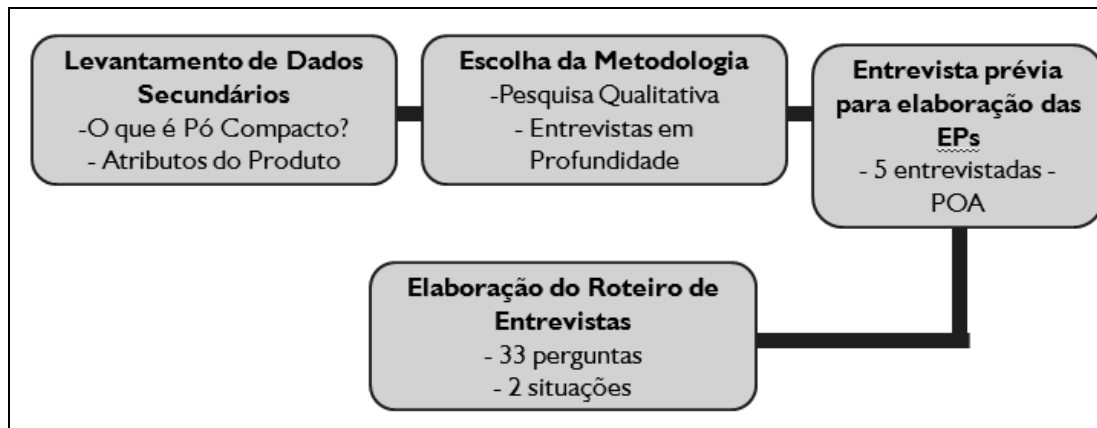 Levantamento de Dados
Secundários
-O que é Pó Compacto?
- Atributos do Produto
Escolha da Metodologia
-Pesquisa Qualitativa
- Entrevistas em
Profundidade
Entrevista prévia
para elaboração das
EPs
- 5 entrevistadas -
POA
Elaboração do Roteiro de
Entrevistas
- 33 perguntas
- 2 situações